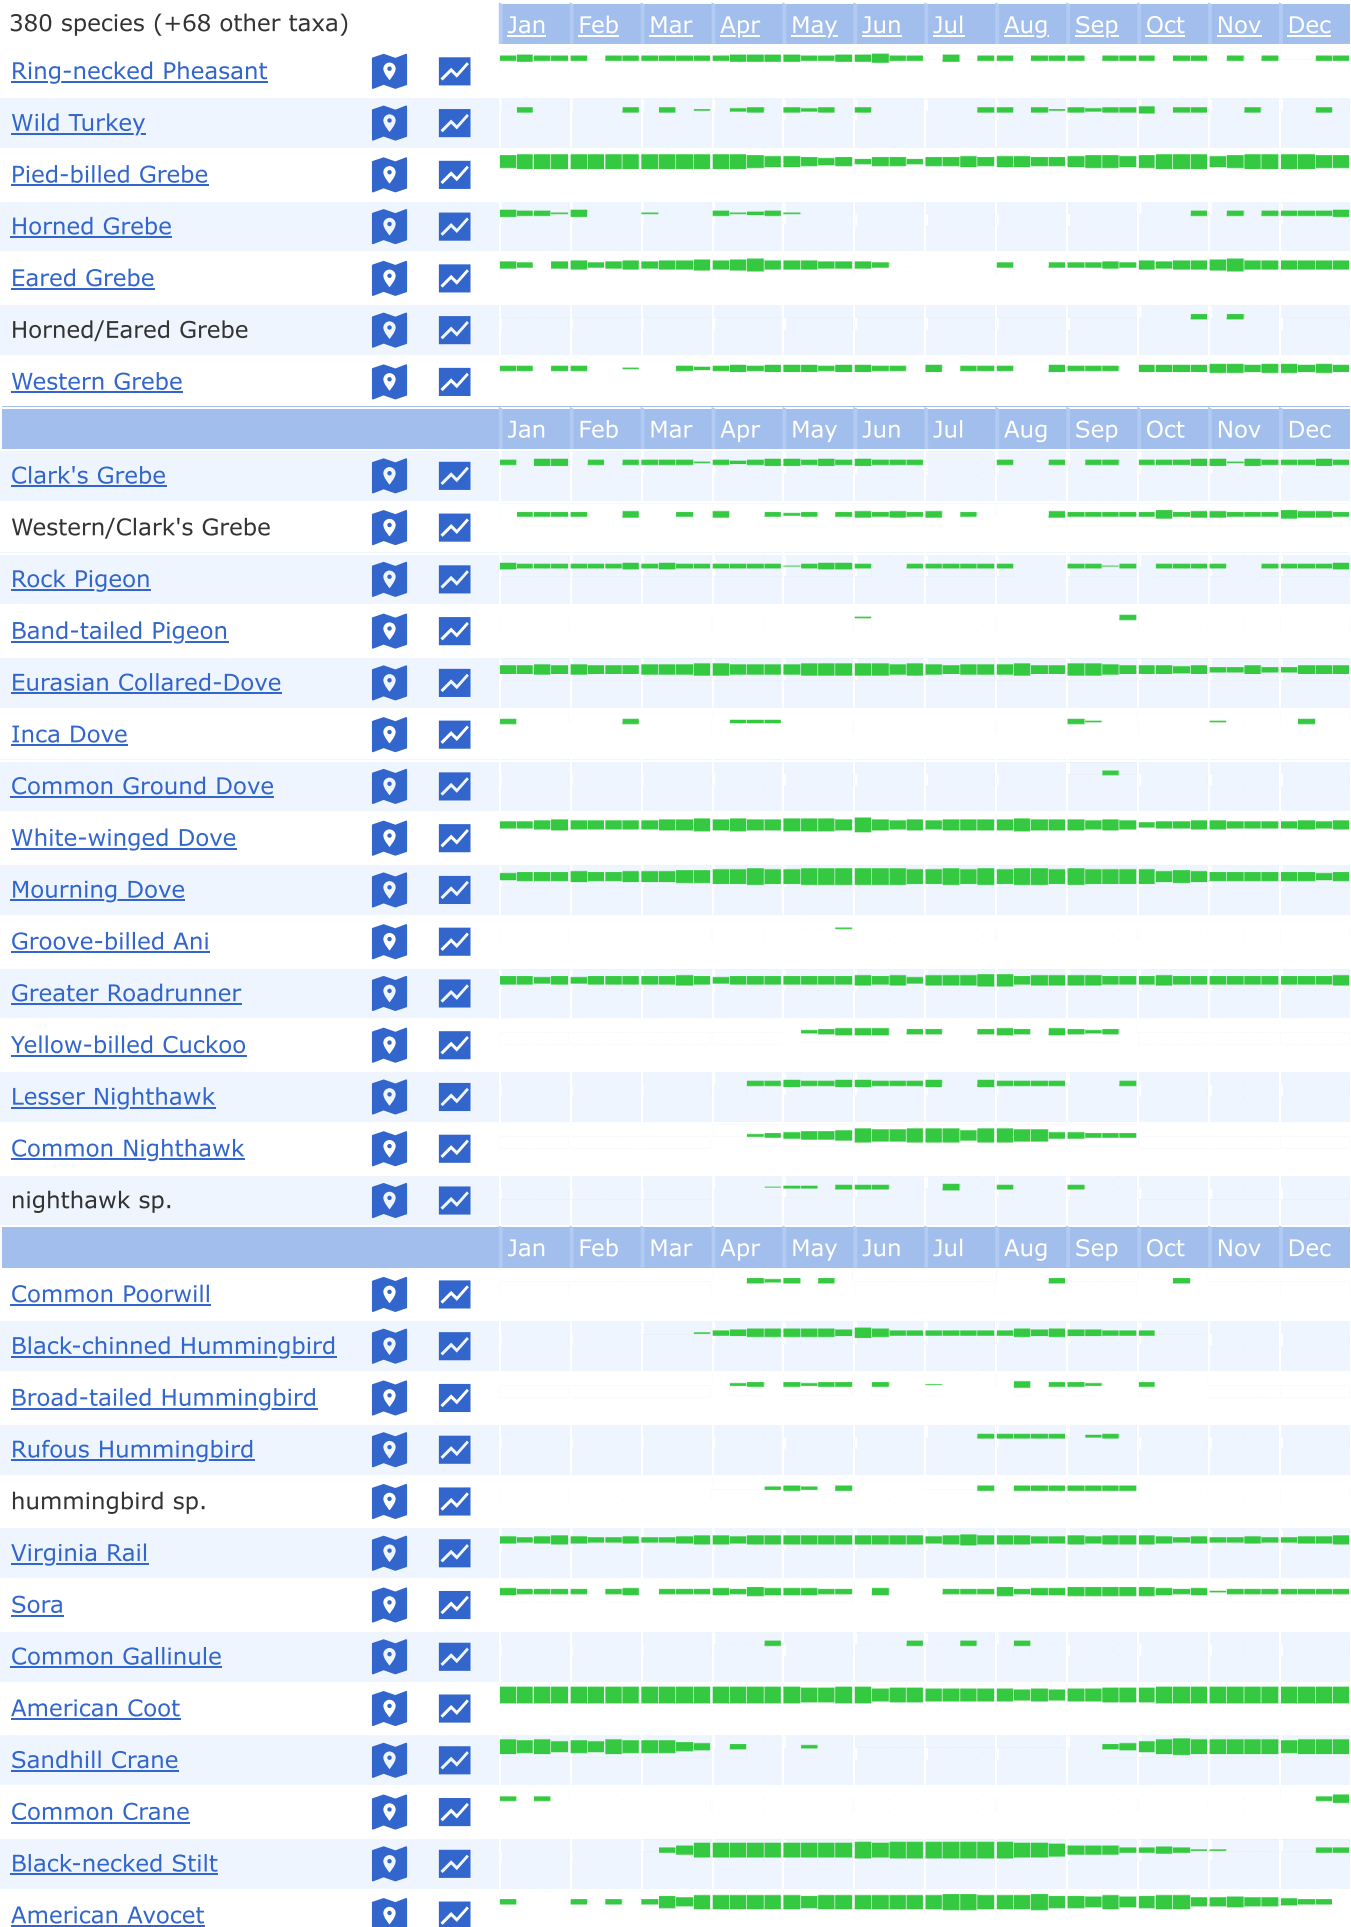 380 species (+68 other taxa) Jan Feb Mar Apr May Jun Jul Aug Sep Oct Nov Dec
Ring-necked Pheasant
Wild Turkey
Pied-billed Grebe
Horned Grebe
Eared Grebe
Horned/Eared Grebe
Western Grebe
Jan Feb Mar Apr May Jun Jul Aug Sep Oct Nov Dec
Clark's Grebe
Western/Clark's Grebe
Rock Pigeon
Band-tailed Pigeon
Eurasian Collared-Dove
Inca Dove
Common Ground Dove
White-winged Dove
Mourning Dove
Groove-billed Ani
Greater Roadrunner
Yellow-billed Cuckoo
Lesser Nighthawk
Common Nighthawk
nighthawk sp.
Jan Feb Mar Apr May Jun Jul Aug Sep Oct Nov Dec
Common Poorwill
Black-chinned Hummingbird
Broad-tailed Hummingbird
Rufous Hummingbird
hummingbird sp.
Virginia Rail
Sora
Common Gallinule
American Coot
Sandhill Crane
Common Crane
Black-necked Stilt
American Avocet